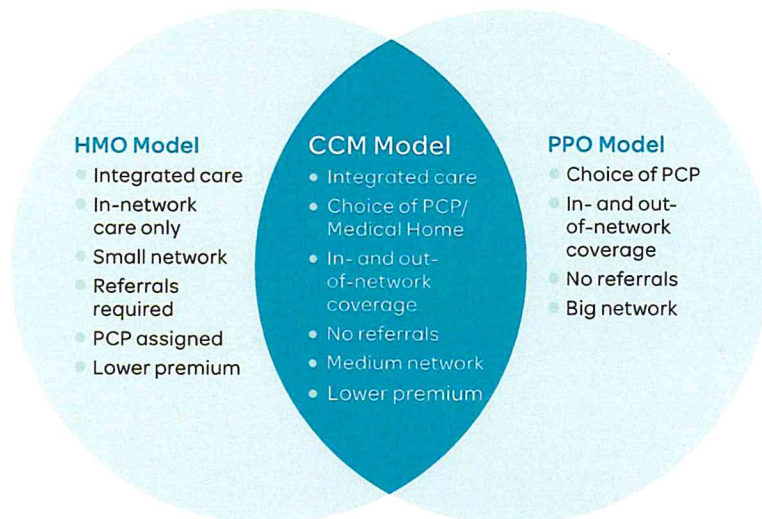 HMO Model
Integrated care
In-network
care only
Small network
Referrals
required
PCP assigned
Lower premium
CCM Model
Integrated care
Choice of PCP/
Medical Home
In- and out-
of-network
coverage
No referrals
Medium network
Lower premium
PPO Model
Choice of PCP
In- and out-
of-network
coverage
No referrals
Big network